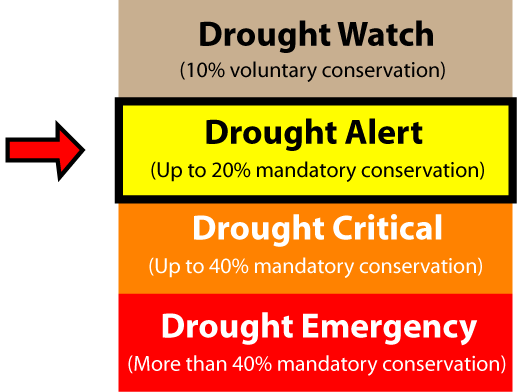 Drought Watch
(10% voluntary conservation)
Drought Alert
(Up to 20% mandatory conservation)
Drought Critical
(Up to 40% mandatory conservation)
Drought Emergency
(More than 40% mandatory conservation)